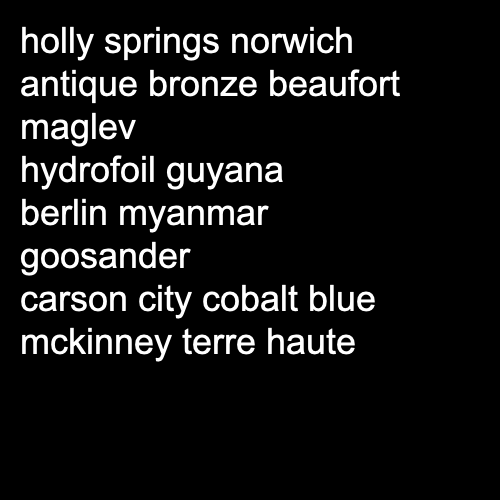 holly springs norwich
antique bronze beaufort
maglev
hydrofoil guyana
berlin myanmar
goosander
carson city cobalt blue
mckinney terre haute